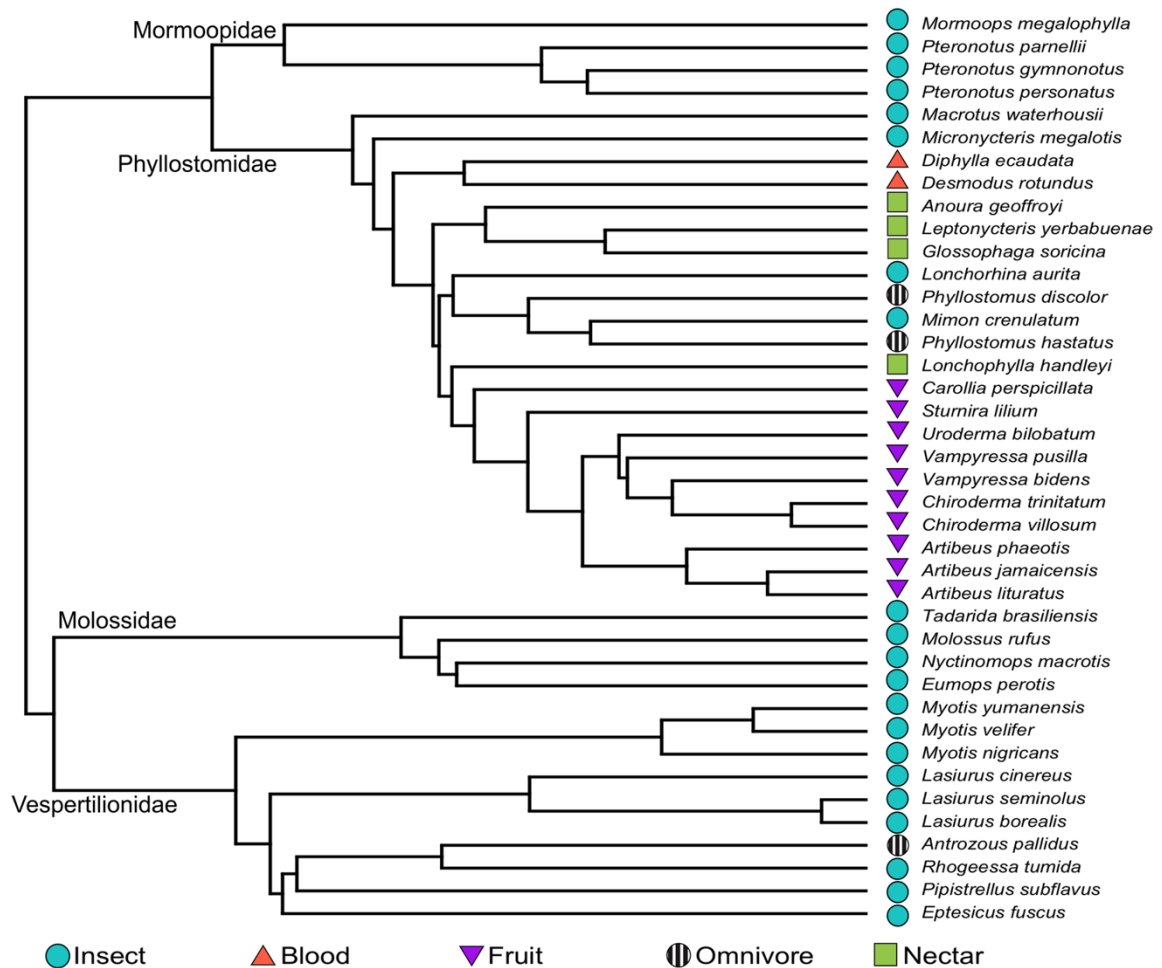 Mormoopidae
Phyllostomidae
Molossidae
Vespertilionidae
Mormoops megalophylla
Pteronotus parnellii
Pteronotus gymnonotus
Pteronotus personatus
Macrotus waterhousii
Micronycteris megalotis
Diphylla ecaudata
Desmodus rotundus
Anoura geoffroyi
Leptonycteris yerbabuenae
Glossophaga soricina
Lonchorhina aurita
Phyllostomus discolor
Mimon crenulatum
Phyllostomus hastatus
Lonchophylla handleyi
Carollia perspicillata
Sturnira lilium
Uroderma bilobatum
Vampyressa pusilla
Vampyressa bidens
Chiroderma trinitatum
Chiroderma villosum
Artibeus phaeotis
Artibeus jamaicensis
Artibeus lituratus
Tadarida brasiliensis
Molossus rufus
Nyctinomops macrotis
Eumops perotis
Myotis yumanensis
Myotis velifer
Myotis nigricans
Lasiurus cinereus
Lasiurus seminolus
Lasiurus borealis
Antrozous pallidus
Rhogeessa tumida
Pipistrellus subflavus
Eptesicus fuscus
Insect Blood Fruit Omnivore Nectar